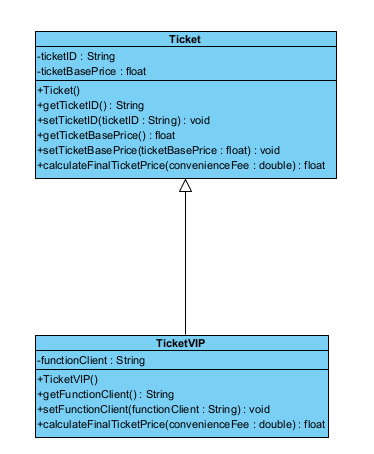 Ticket
-ticketID : String
-ticketBasePrice : float
+Ticket()
+getTicketID() : String
+setTicketID(ticketID : String) : void
+getTicketBasePrice() : float
+setTicketBasePrice(ticketBasePrice : float) : void
+calculateFinalTicketPrice(convenienceFee : double) : float
TicketVIP
-functionClient : String
+TicketVIP()
+getFunctionClient() : String
+setFunctionClient(functionClient : String) : void
+calculateFinalTicketPrice(convenienceFee : double) : float